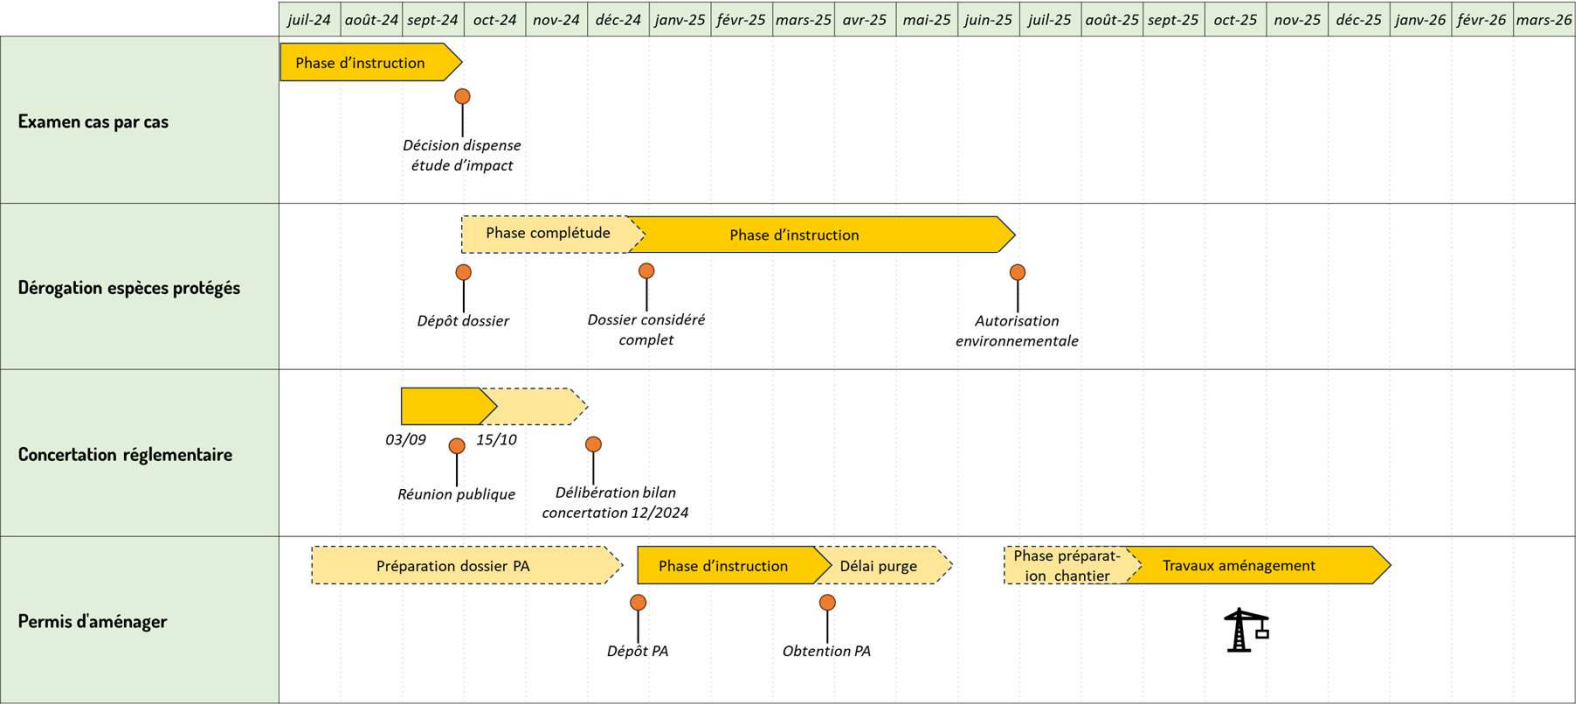 juil-24 août-24 sept-24 oct-24 nov-24 déc-24 janv-25 févr-25 mars-25 avr-25 mai-25 juin-25 juil-25 août-25 sept-25 oct-25 nov-25 déc-25 janv-26 févr-26 mars-26
Examen cas par cas
Phase d’instruction
Décision dispense
étude d’impact
Dérogation espèces protégés
Phase complétude
Phase d’instruction
Dépôt dossier
Dossier considéré
complet
Autorisation
environnementale
Concertation réglementaire
03/09
15/10
Réunion publique
Délibération bilan
concertation 12/2024
Permis d'aménager
Préparation dossier PA
Phase d’instruction
Délai purge
Phase préparat-
ion chantier
Travaux aménagement
Dépôt PA
Obtention PA